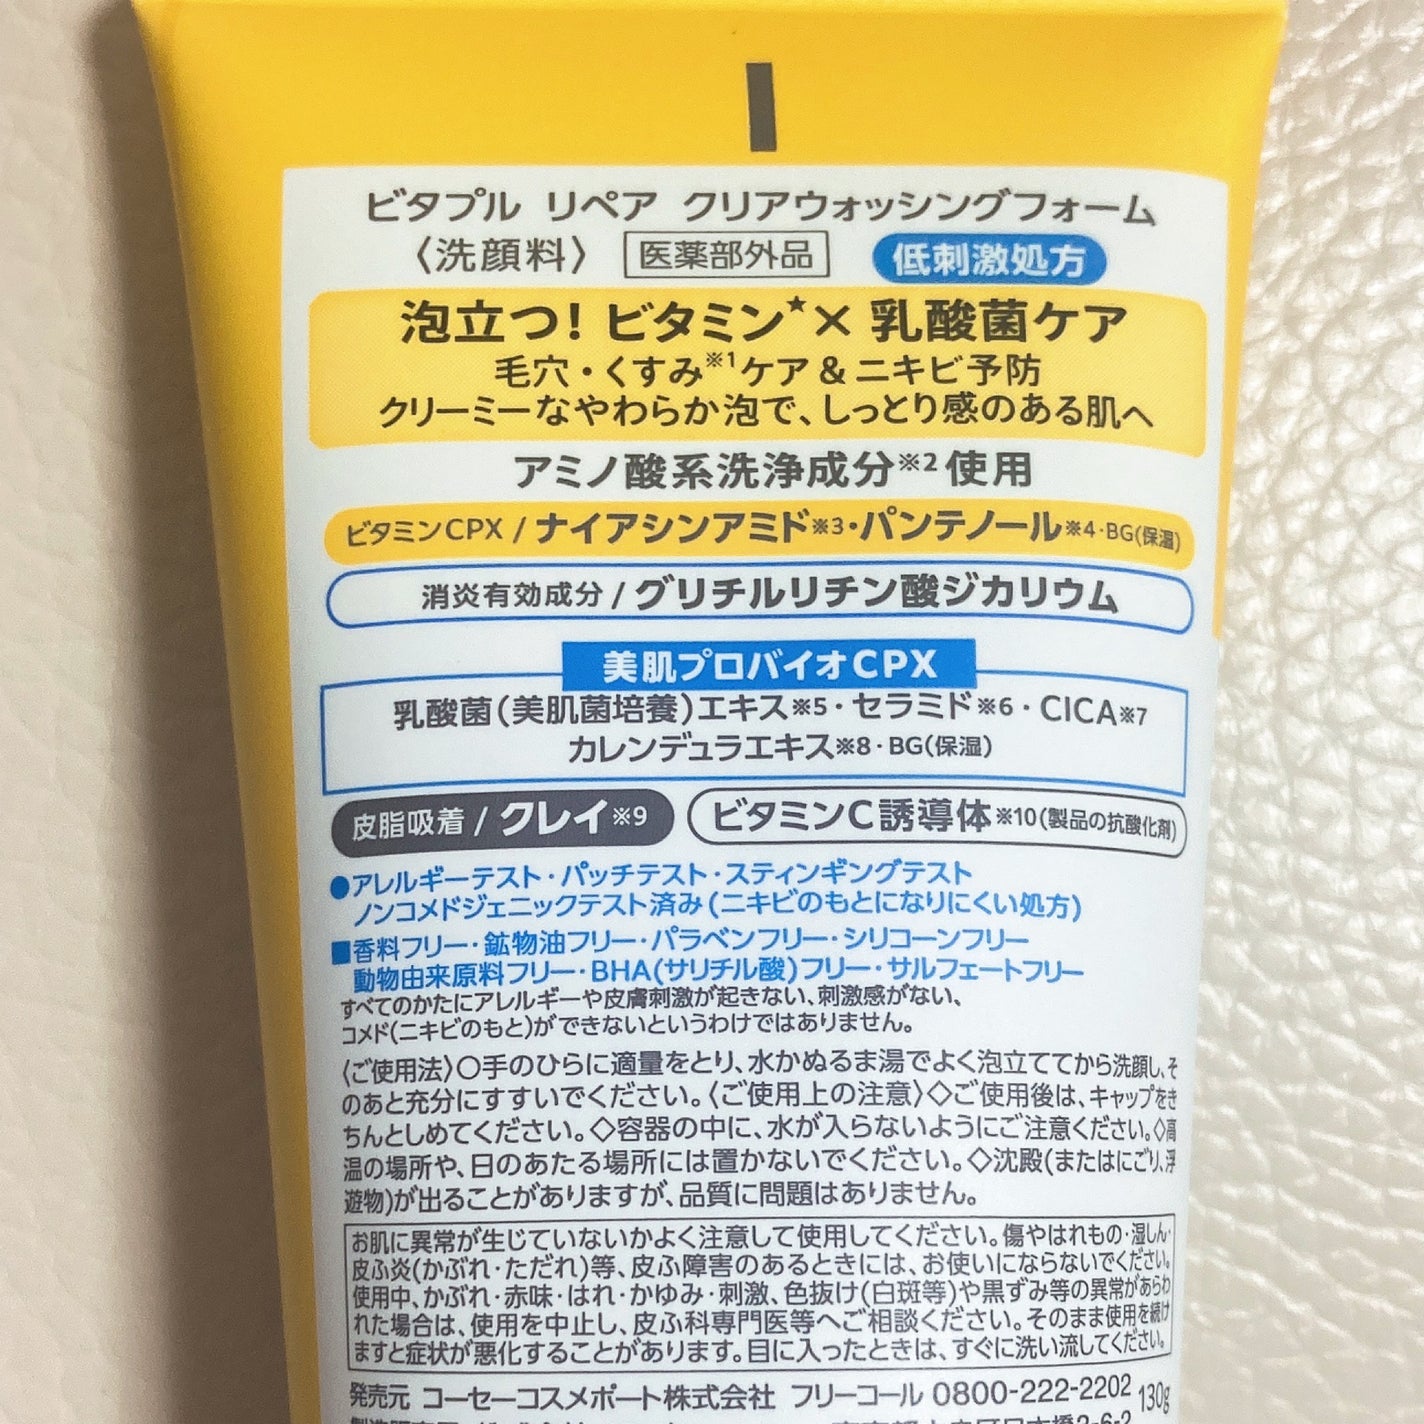 ビタプル リペア クリアウォッシングフォーム
〈洗顔料〉 医薬部外品 低刺激処方
泡立つ!ビタミン★×乳酸菌ケア
毛穴・くすみ※1ケア&ニキビ予防
クリーミーなやわらか泡で、しっとり感のある肌へ
アミノ酸系洗浄成分※2使用
ビタミンCPX/ナイアシンアミド※3・パンテノール※4・BG(保湿)
消炎有効成分/グリチルリチン酸ジカリウム
美肌プロバイオCPX
乳酸菌(美肌菌培養)エキス※5・セラミド※6・CICA※7
カレンデュラエキス※8・BG(保湿)
皮脂吸着/クレイ※9 ビタミンC誘導体※10(製品の抗酸化剤)
●アレルギーテスト・パッチテスト・スティンギングテスト
ノンコメドジェニックテスト済み(ニキビのもとになりにくい処方)
■香料フリー・鉱物油フリー・パラベンフリー・シリコーンフリー
動物由来原料フリー・BHA(サリチル酸)フリー・サルフェートフリー
すべてのかたにアレルギーや皮膚刺激が起きない、刺激感がない、
コメド(ニキビのもと)ができないというわけではありません。
〈ご使用法〉○手のひらに適量をとり、水かぬるま湯でよく泡立ててから洗顔し、そ
のあと充分にすすいでください。〈ご使用上の注意〉◇ご使用後は、キャップをき
ちんとしめてください。◇容器の中に、水が入らないようにご注意ください。◇高
温の場所や、日のあたる場所には置かないでください。◇沈殿(またはにごり、浮
遊物)が出ることがありますが、品質に問題はありません。
お肌に異常が生じていないかよく注意して使用してください。傷やはれもの・湿しん・
皮ふ炎(かぶれ・ただれ)等、皮ふ障害のあるときには、お使いにならないでください。
使用中、かぶれ・赤味・はれ・かゆみ・刺激、色抜け(白斑等)や黒ずみ等の異常があらわ
れた場合は、使用を中止し、皮ふ科専門医等へご相談ください。そのまま使用を続け
ますと症状が悪化することがあります。目に入ったときは、すぐに洗い流してください。
発売元 コーセーコスメポート株式会社 フリーコール 0800-222-2202 130g